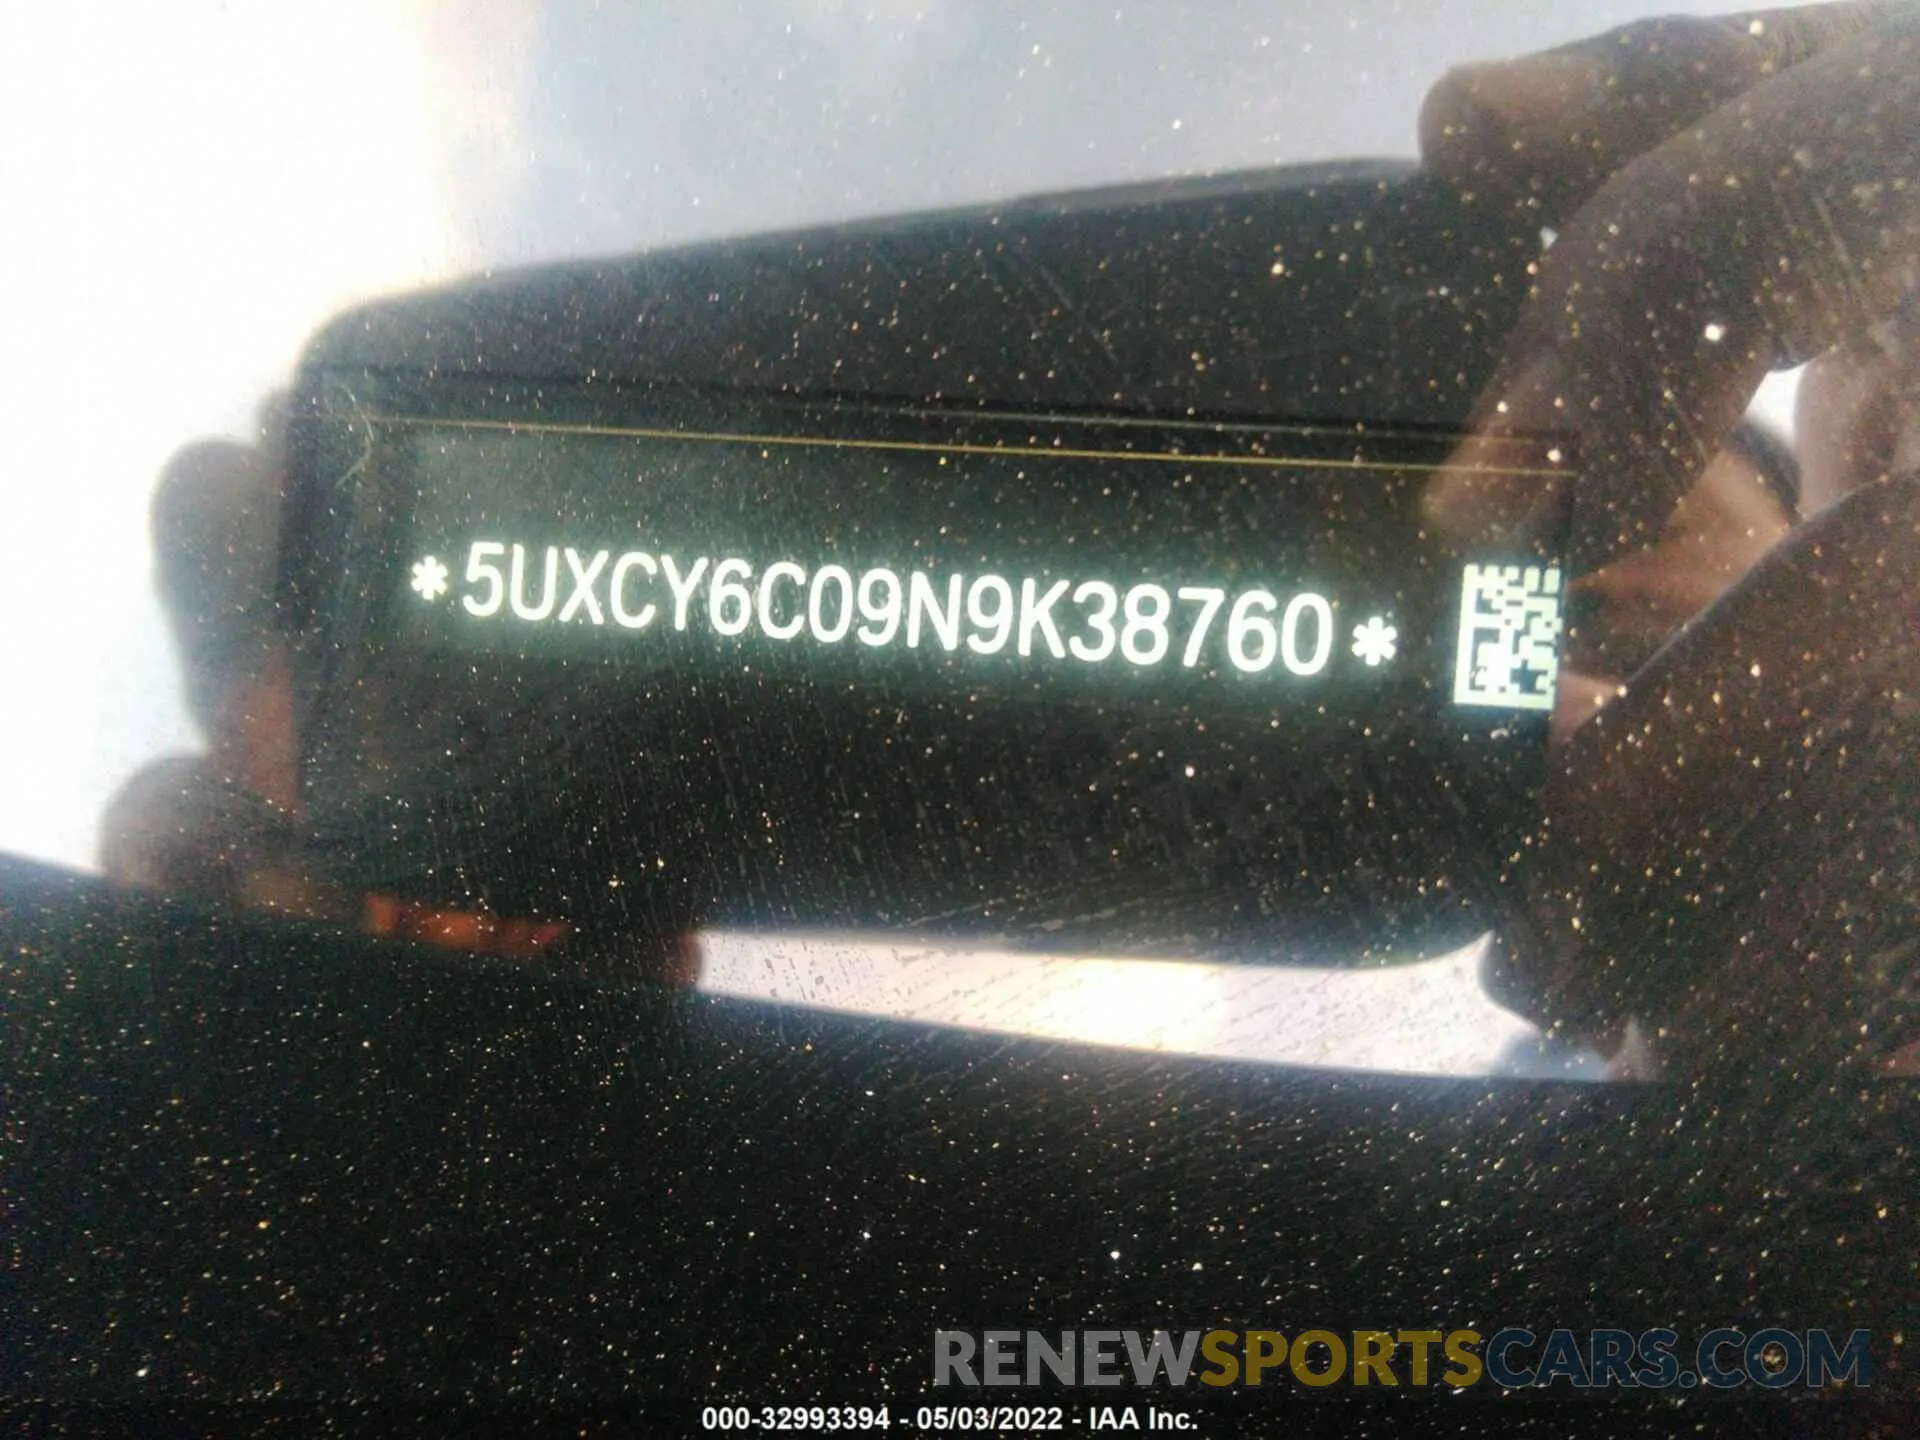 *5UXCY6C09N9K38760*
RENEWSPORTSCARS.COM
000-32993394 - 05/03/2022 - IAA Inc.